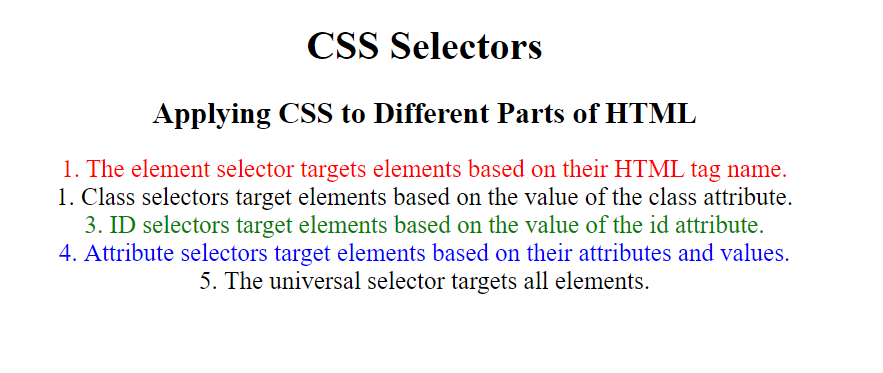 CSS Selectors
Applying CSS to Different Parts of HTML
1. The element selector targets elements based on their HTML tag name.
1. Class selectors target elements based on the value of the class attribute.
3. ID selectors target elements based on the value of the id attribute.
4. Attribute selectors target elements based on their attributes and values.
5. The universal selector targets all elements.